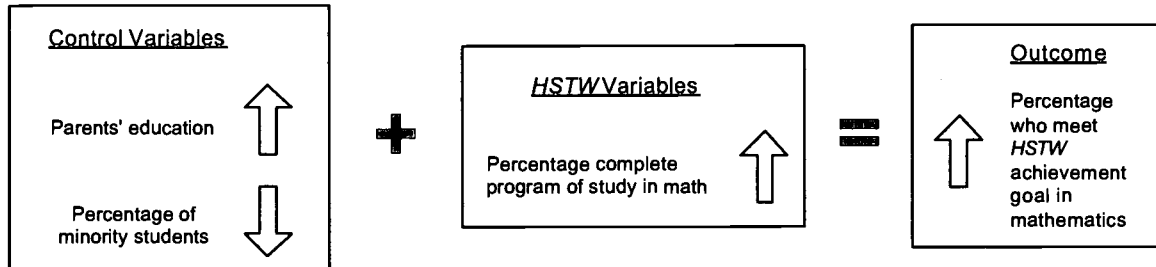 Control Variables
Parents' education
Percentage of
minority students
+
HSTW Variables
Percentage complete
program of study in math
=
Outcome
Percentage
who meet
HSTW
achievement
goal in
mathematics